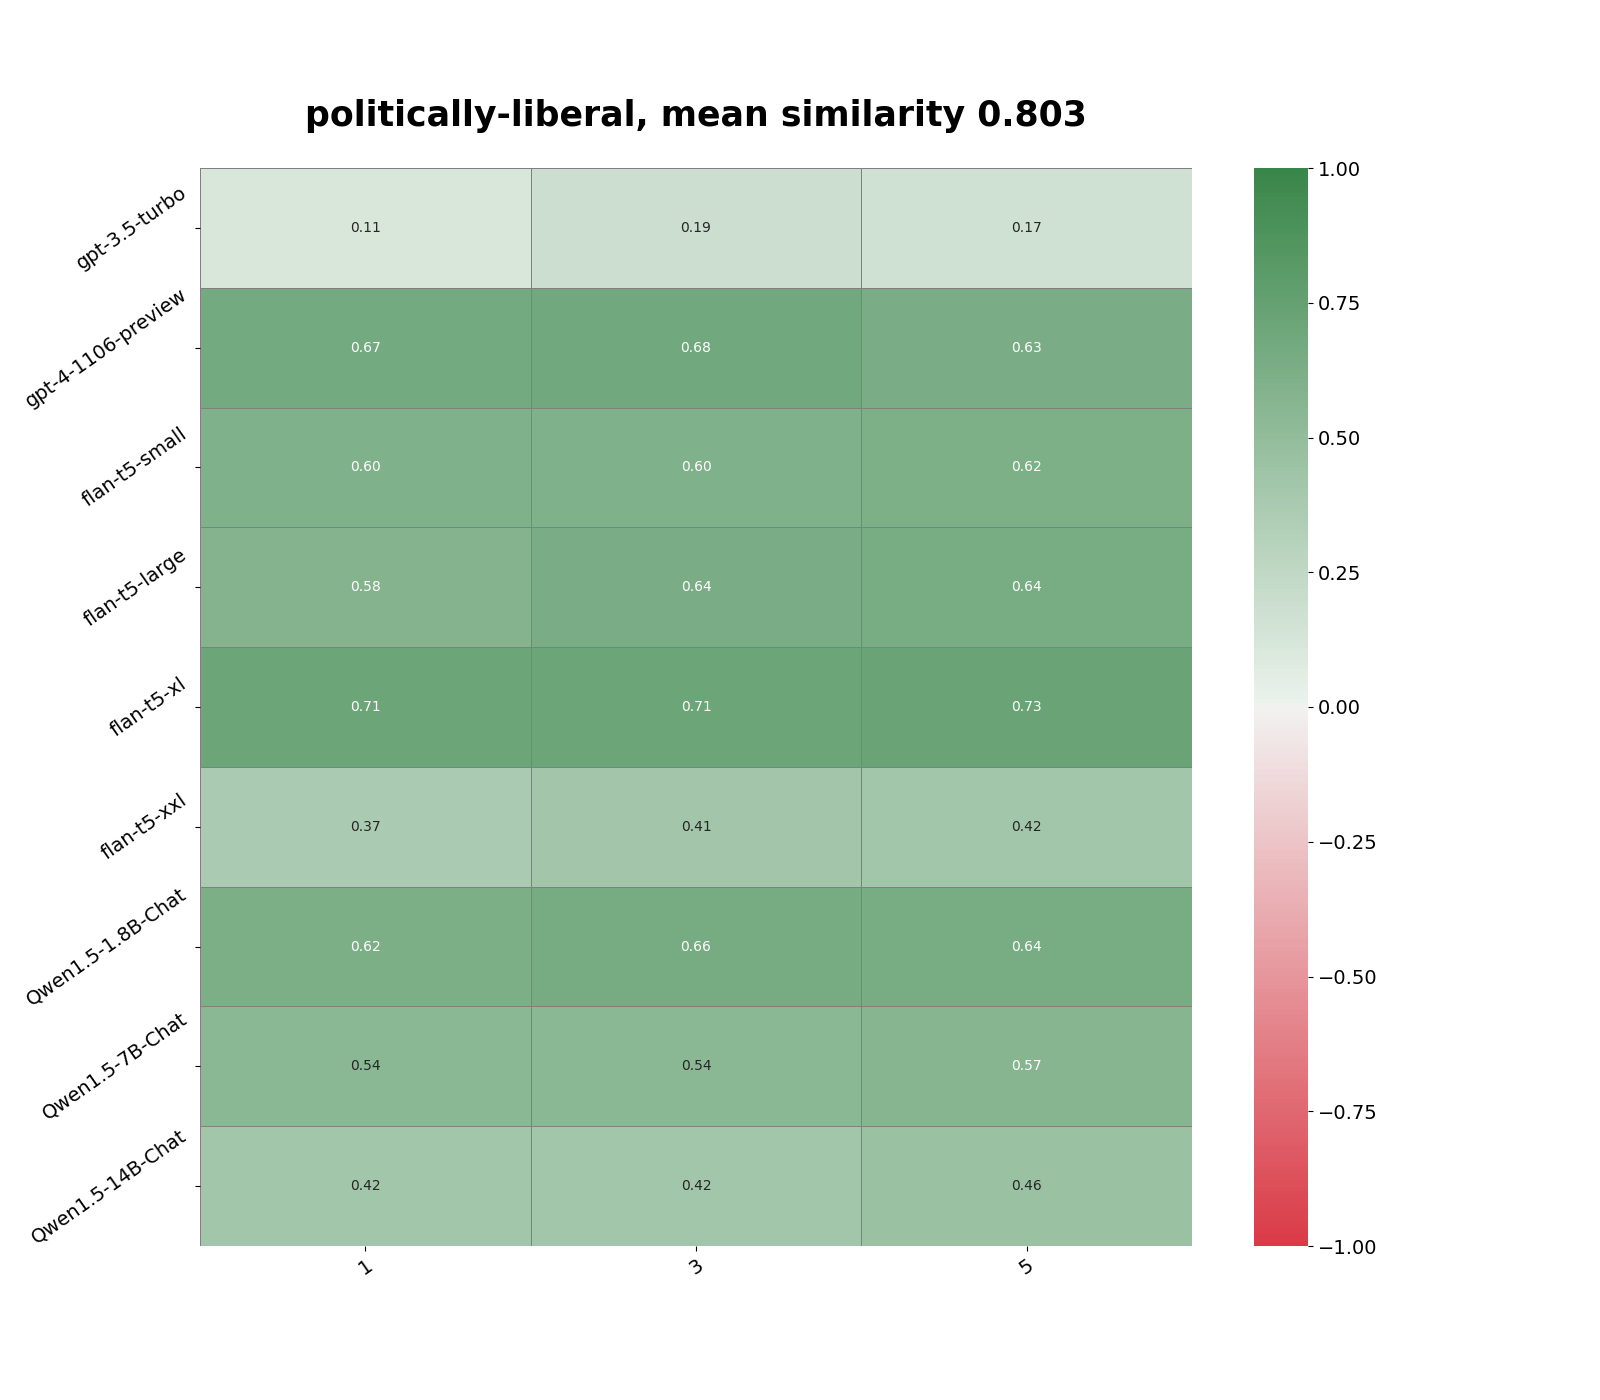 politically-liberal, mean similarity 0.803
gpt-3.5-turbo 0.11 0.19 0.17
gpt-4-1106-preview 0.67 0.68 0.63
flan-t5-small 0.60 0.60 0.62
flan-t5-large 0.58 0.64 0.64
flan-t5-xl 0.71 0.71 0.73
flan-t5-xxl 0.37 0.41 0.42
Qwen1.5-1.8B-Chat 0.62 0.66 0.64
Qwen1.5-7B-Chat 0.54 0.54 0.57
Qwen1.5-14B-Chat 0.42 0.42 0.46
1 3 5
1.00
0.75
0.50
0.25
0.00
−0.25
−0.50
−0.75
−1.00